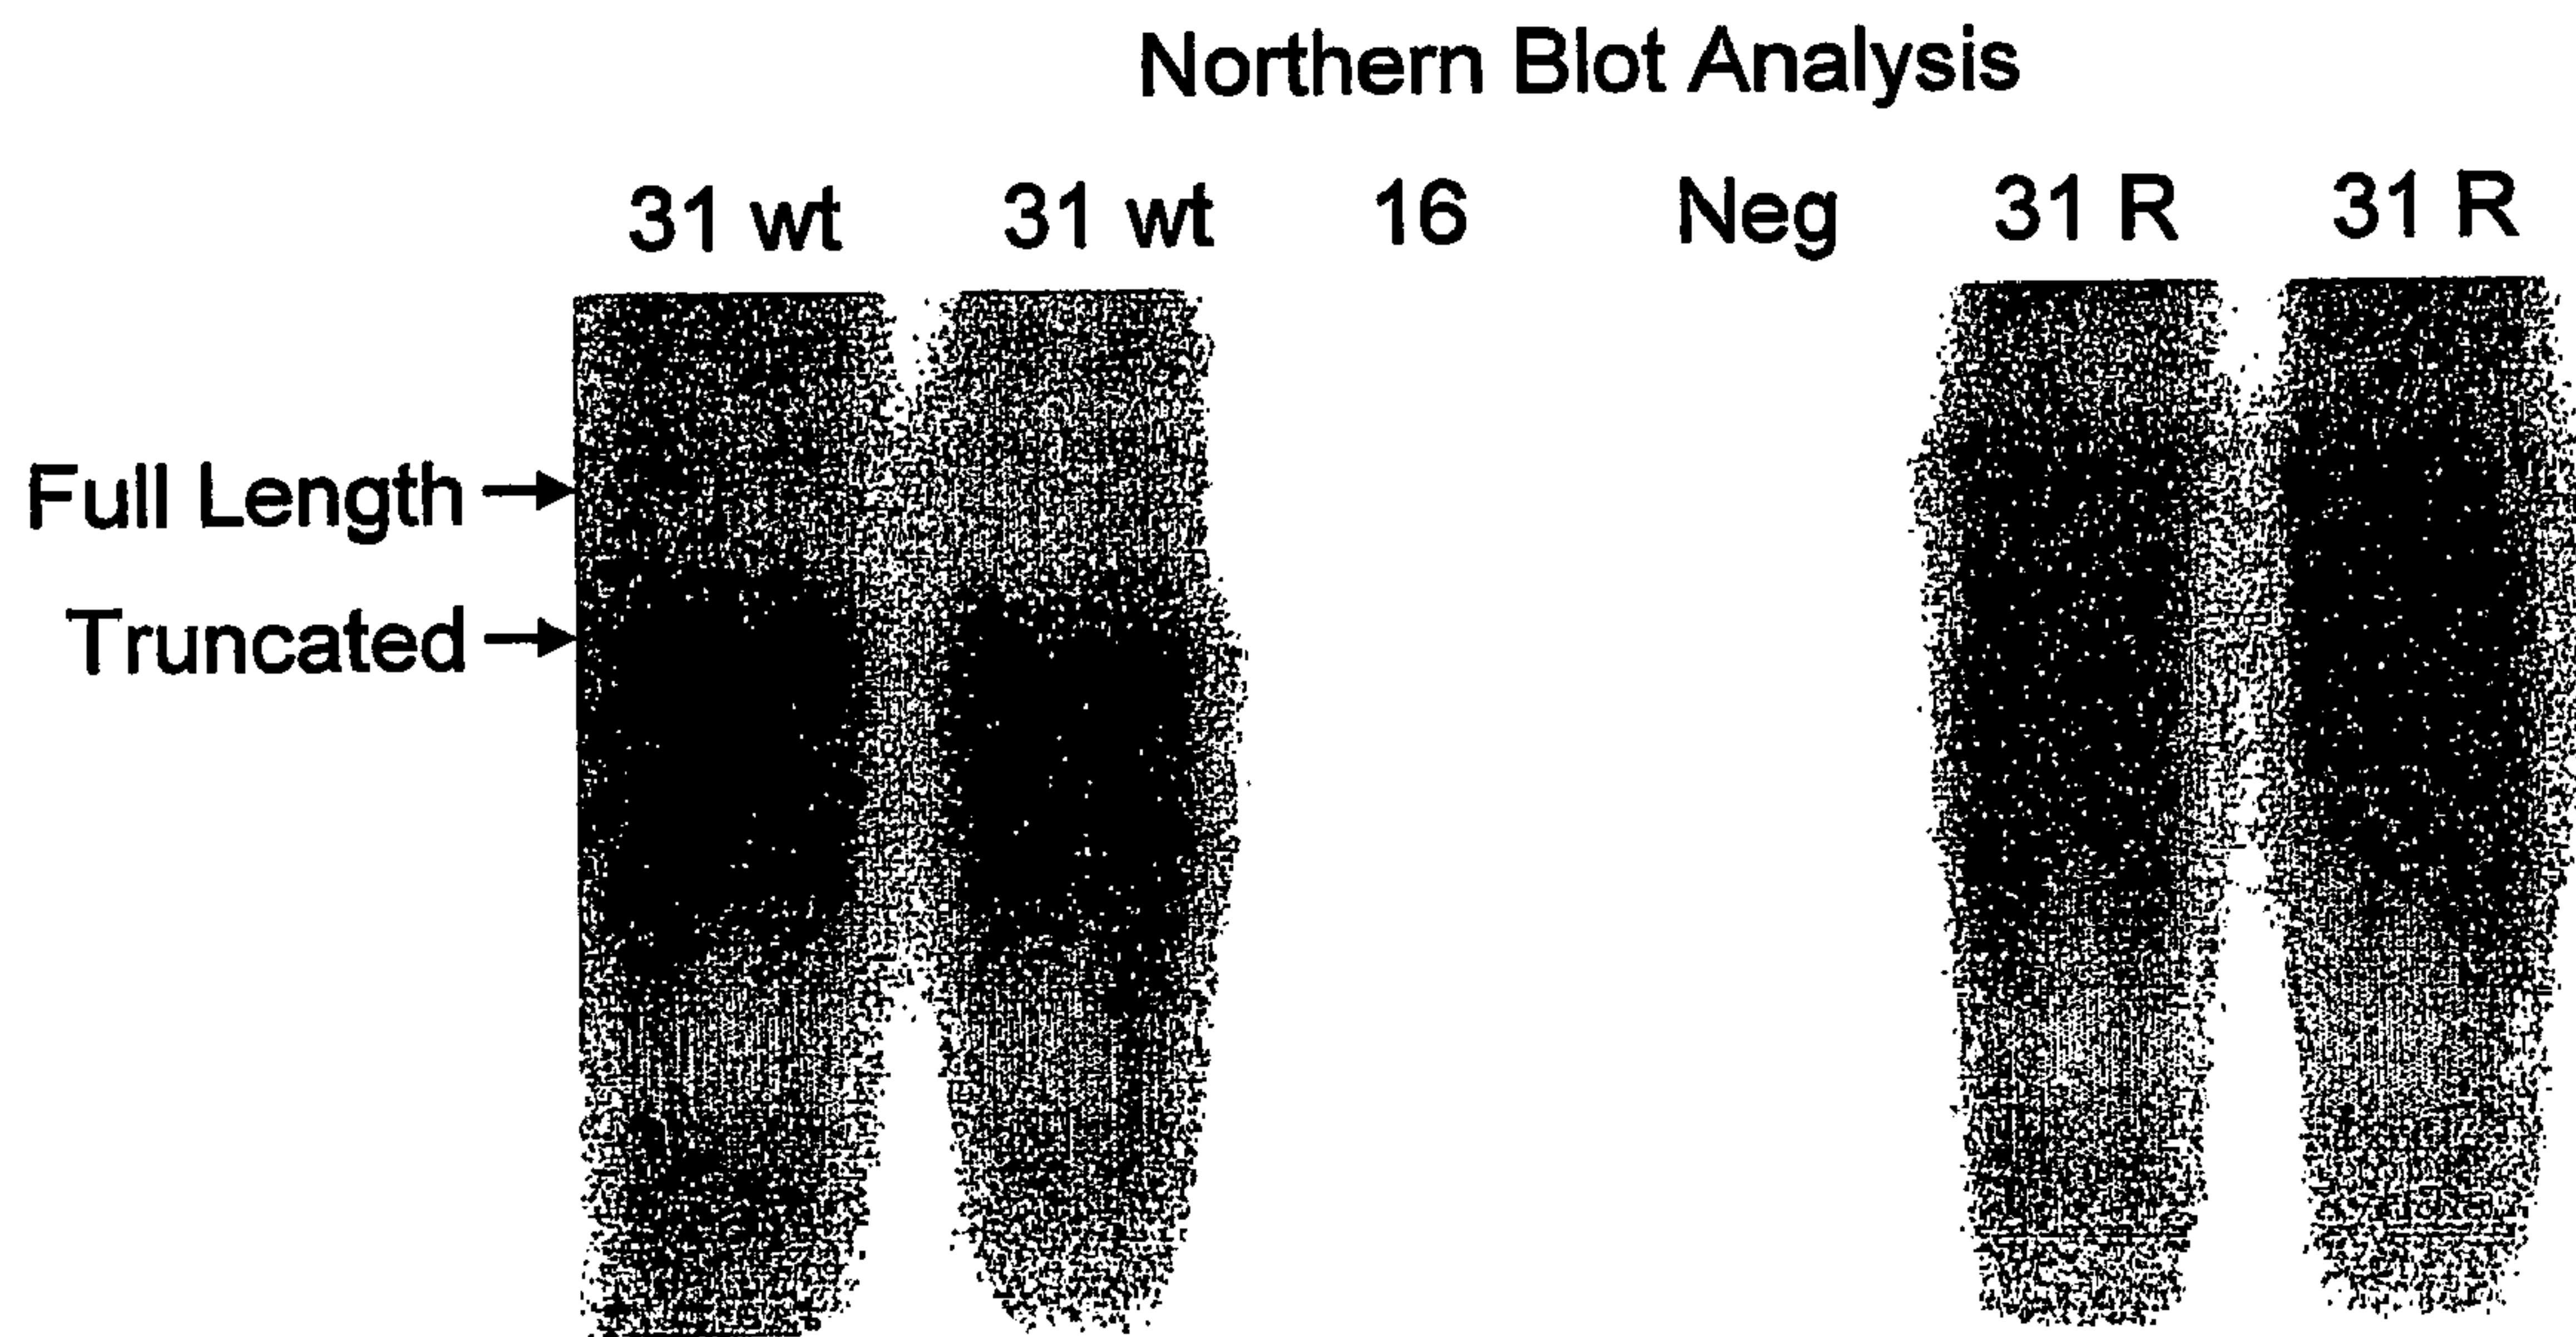 Northern Blot Analysis
31 wt 31 wt 16 Neg 31 R 31 R
Full Length
Truncated